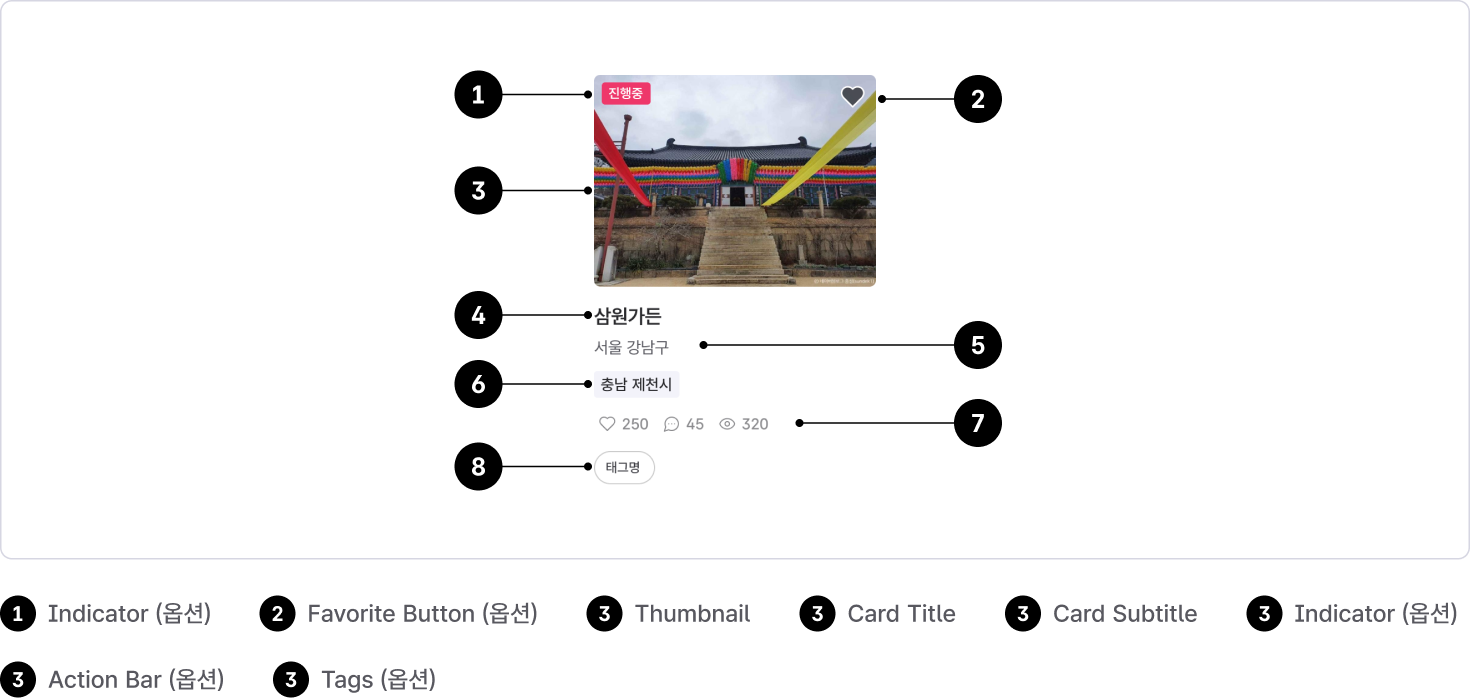 1
진행중
2
3
4
삼원가든
서울 강남구
5
6
충남 제천시
250 45 320
7
8
태그명
1 Indicator (옵션) 2 Favorite Button (옵션) 3 Thumbnail 3 Card Title 3 Card Subtitle 3 Indicator (옵션)
3 Action Bar (옵션) 3 Tags (옵션)